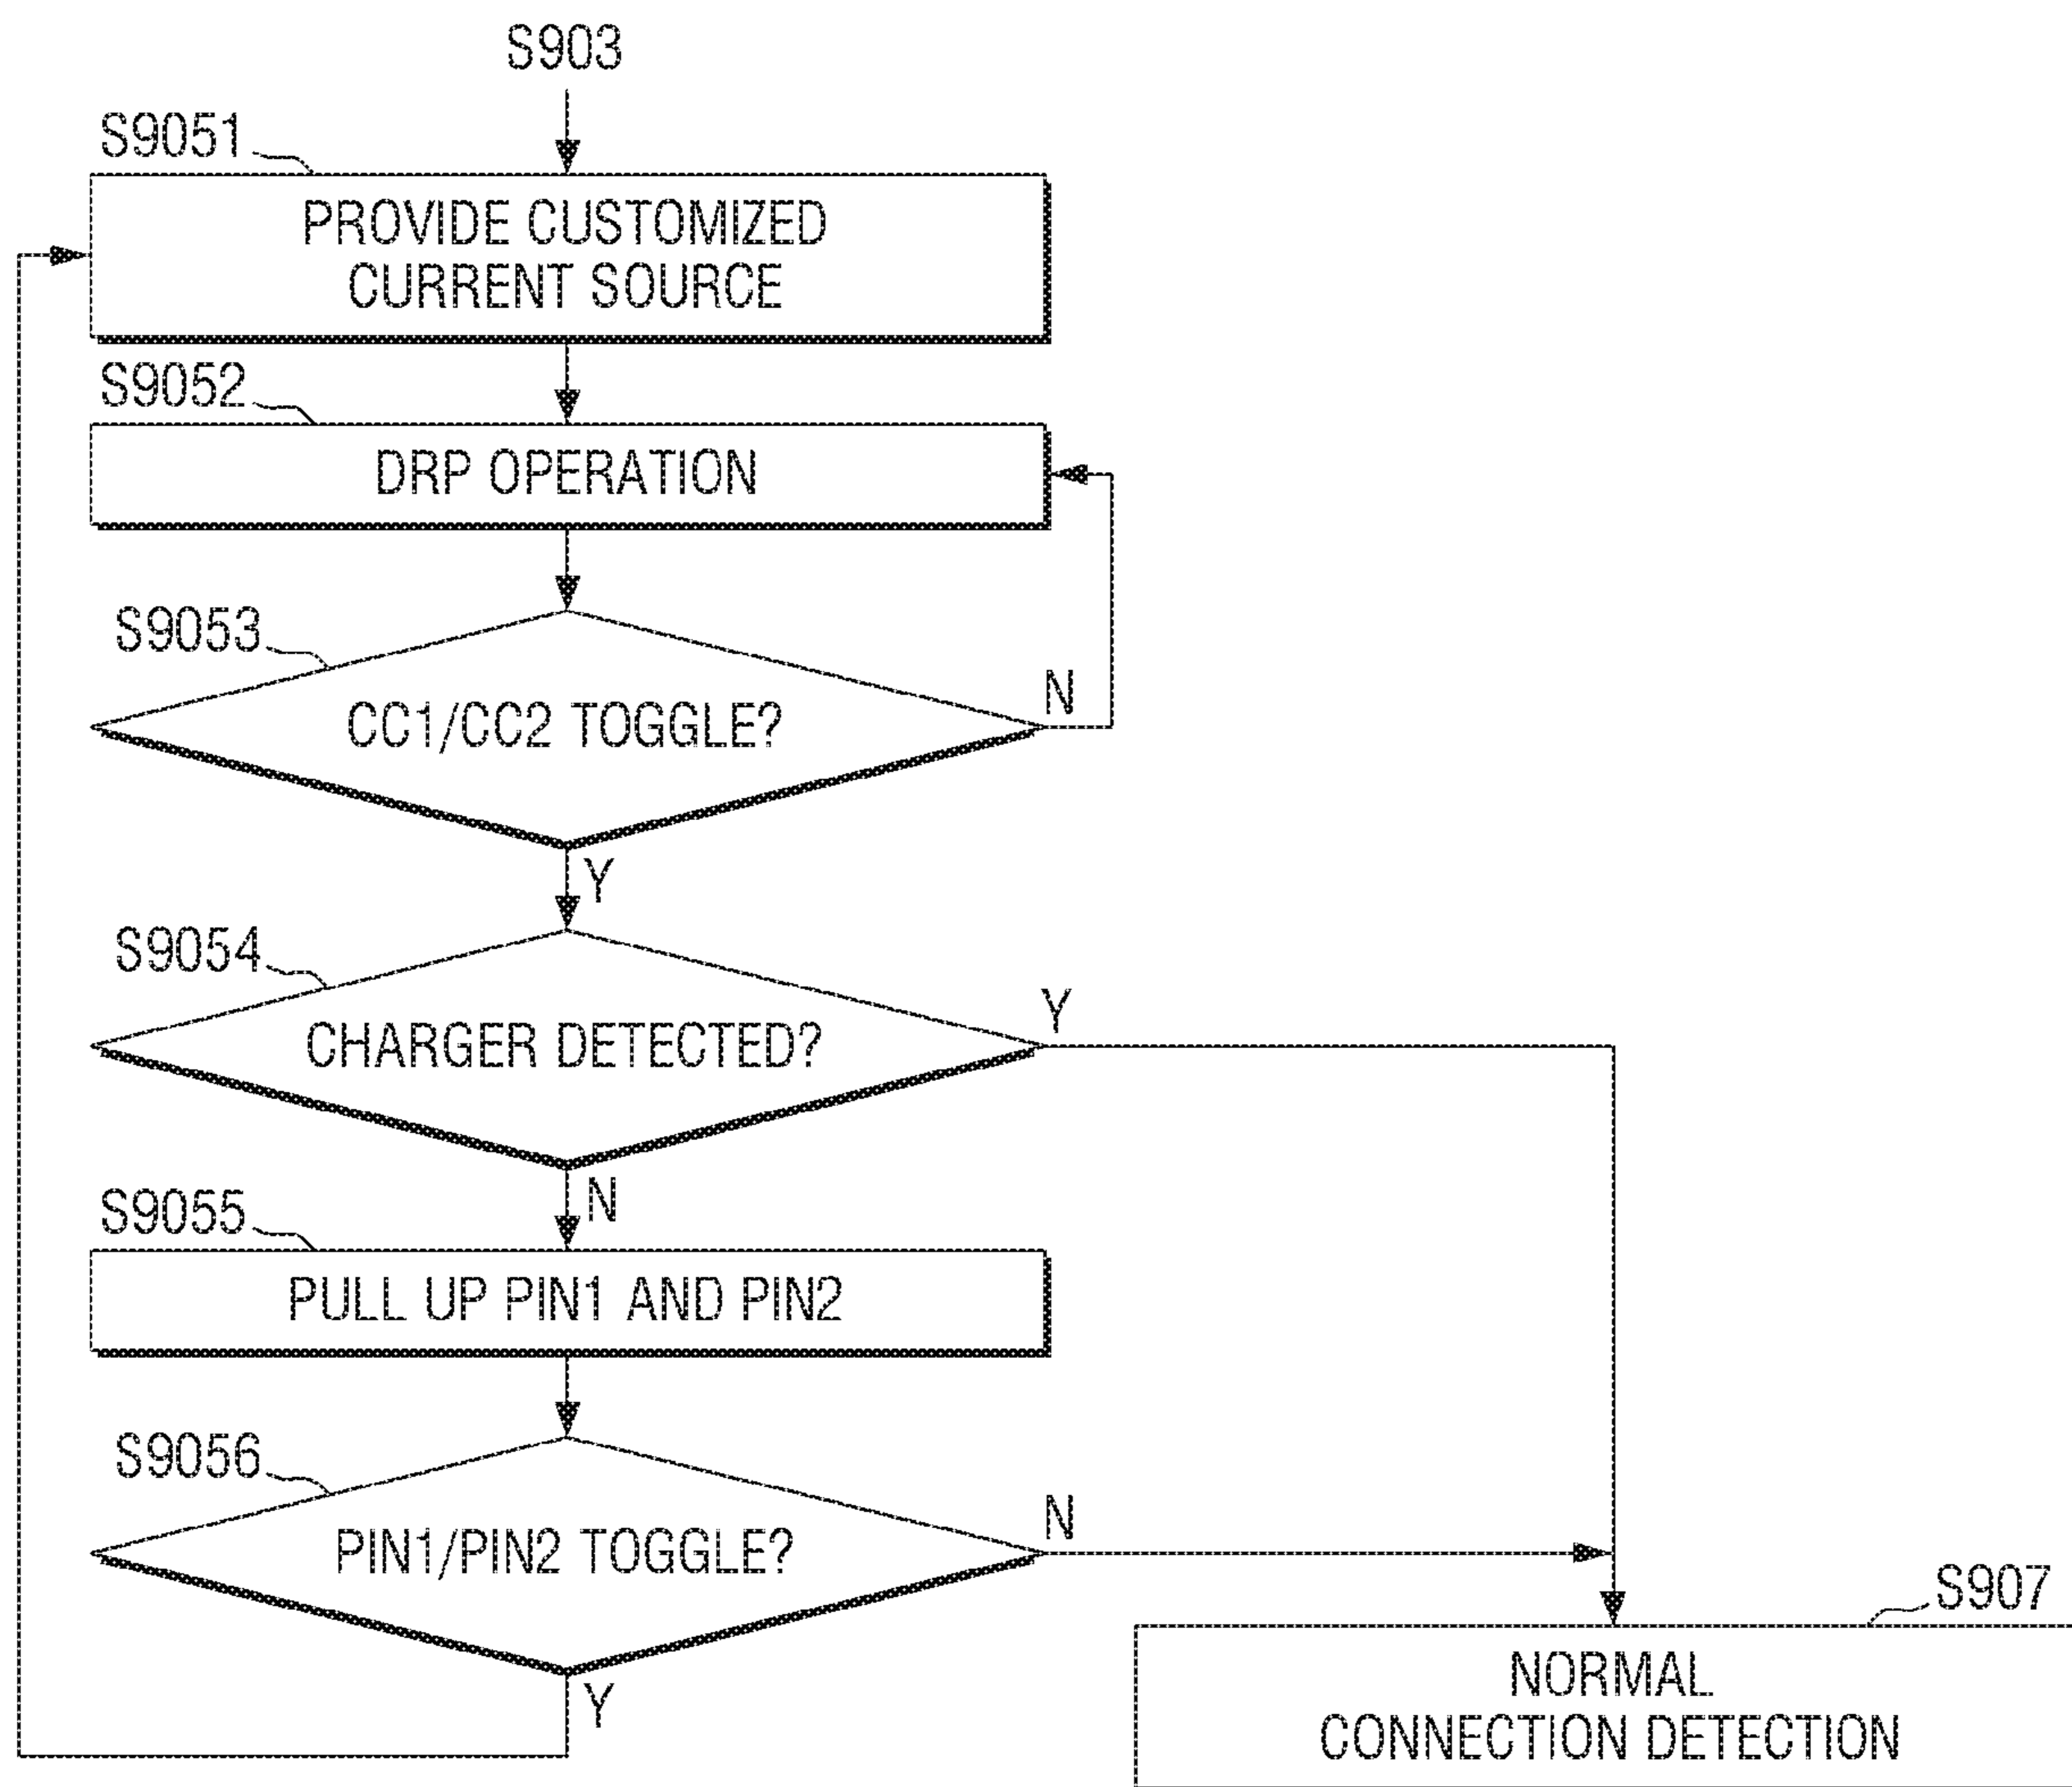 S903
S9051
PROVIDE CUSTOMIZED
CURRENT SOURCE
S9052
DRP OPERATION
S9053
CC1/CC2 TOGGLE?
N
Y
S9054
CHARGER DETECTED?
Y
N
S9055
PULL UP PIN1 AND PIN2
S9056
PIN1/PIN2 TOGGLE?
N
Y
S907
NORMAL
CONNECTION DETECTION